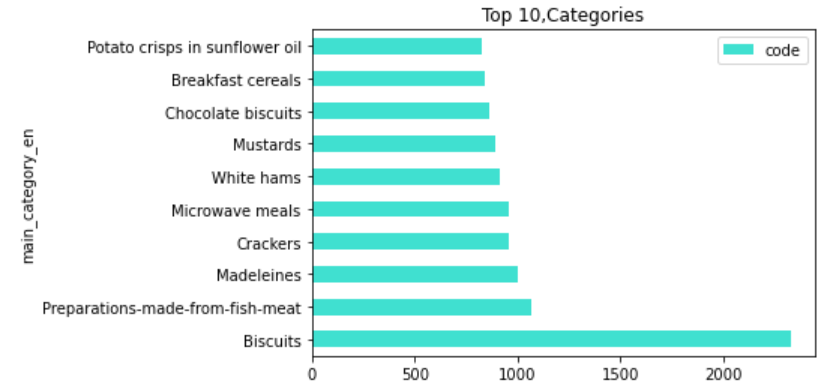 Top 10,Categories
code
main_category_en
Potato crisps in sunflower oil
Breakfast cereals
Chocolate biscuits
Mustards
White hams
Microwave meals
Crackers
Madeleines
Preparations-made-from-fish-meat
Biscuits
0 500 1000 1500 2000